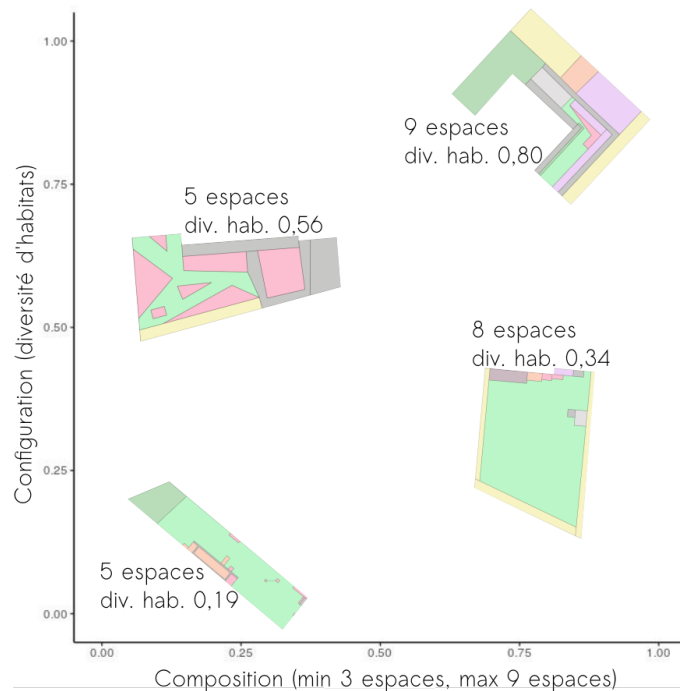 1.00
9 espaces
div. hab. 0,80
0.75
5 espaces
div. hab. 0,56
Configuration (diversité d'habitats)
0.50
8 espaces
div. hab. 0,34
0.25
5 espaces
div. hab. 0,19
0.00
0.00 0.25 0.50 0.75 1.00
Composition (min 3 espaces, max 9 espaces)